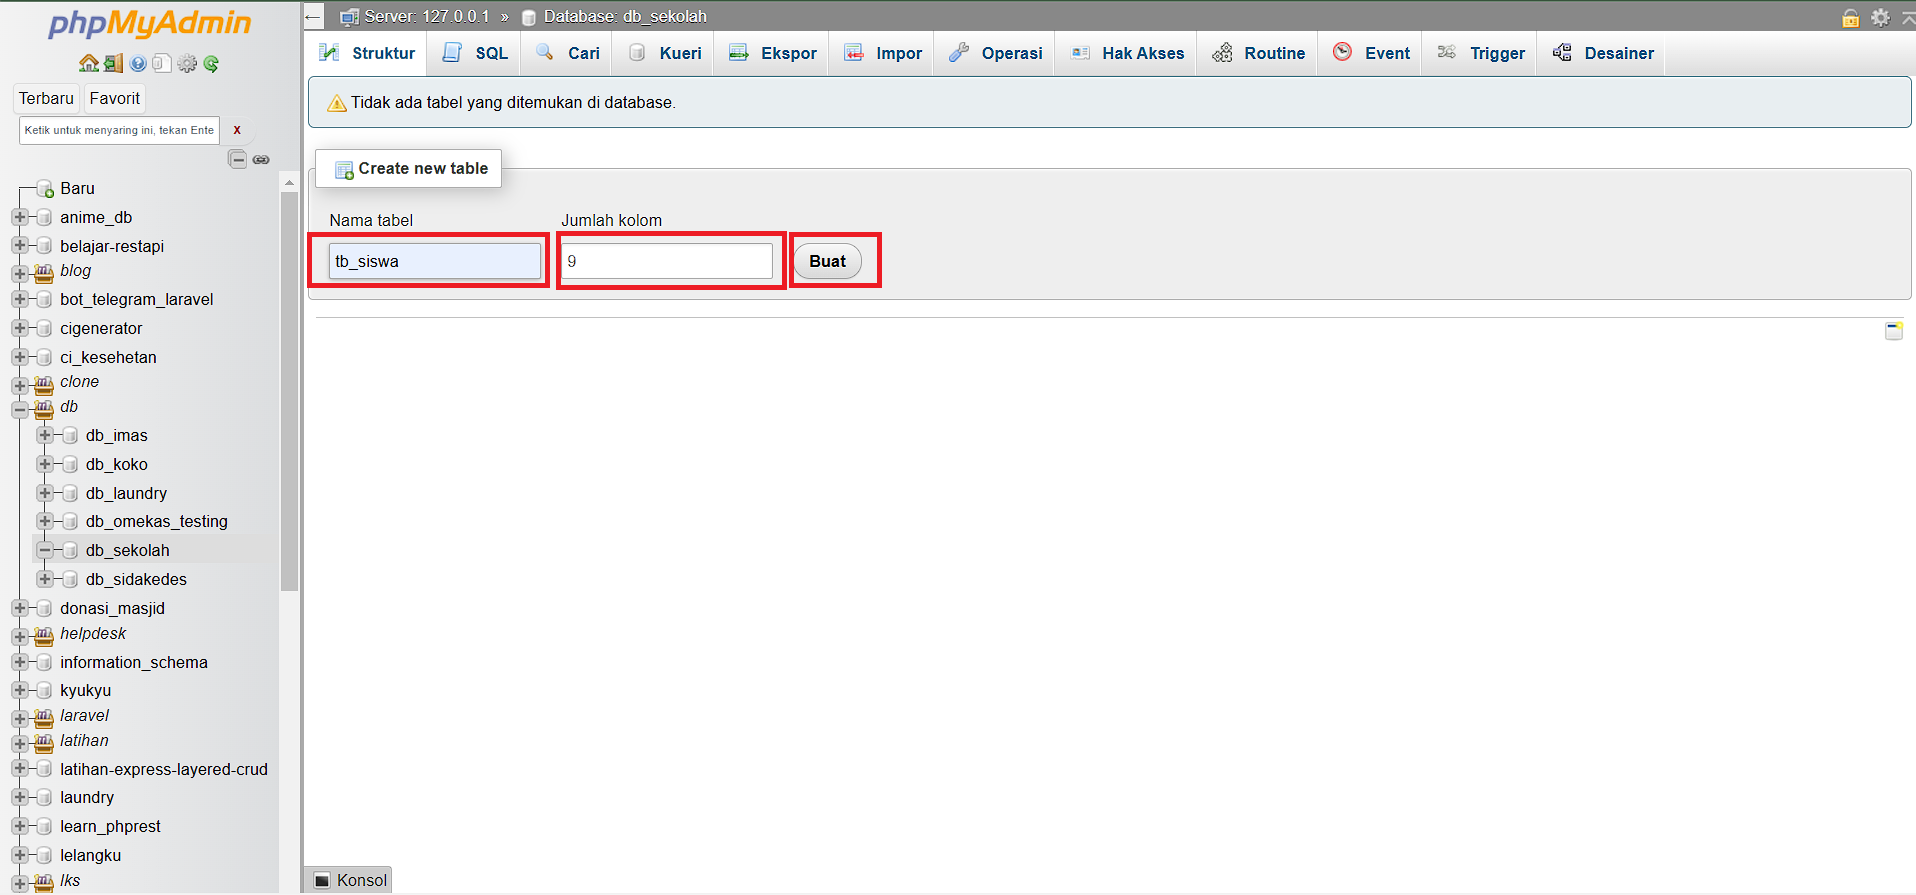 phpMyAdmin
Terbaru Favorit
Ketik untuk menyaring ini, tekan Ente X
Baru
anime_db
belajar-restapi
blog
bot_telegram_laravel
cigenerator
ci_kesehetan
clone
db
db_imas
db_koko
db_laundry
db_omekas_testing
db_sekolah
db_sidakedes
donasi_masjid
helpdesk
information_schema
kyukyu
laravel
latihan
latihan-express-layered-crud
laundry
learn_phprest
lelangku
lks
Server: 127.0.0.1 » Database: db_sekolah
Struktur SQL Cari Kueri Ekspor Impor Operasi Hak Akses Routine Event Trigger Desainer
Tidak ada tabel yang ditemukan di database.
Create new table
Nama tabel Jumlah kolom
tb_siswa 9 Buat
Konsol